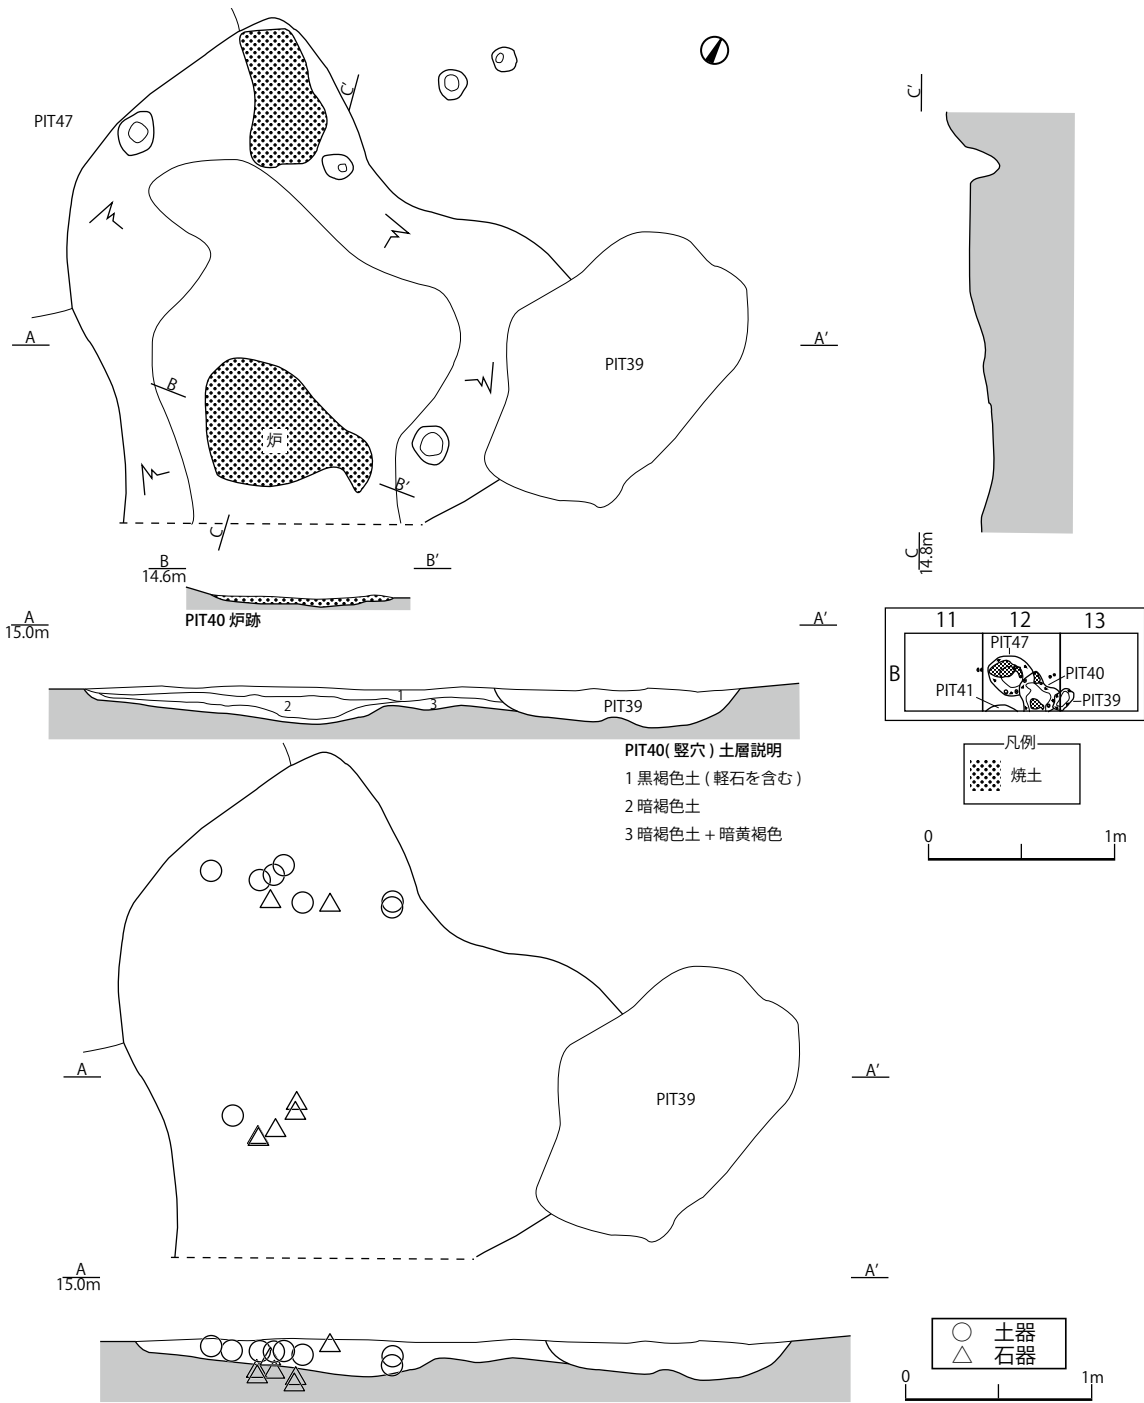 PIT47
C'
A
A'
PIT39
B
炉
B'
C
B
14.6m
B'
PIT40 炉跡
C'
C
14.8m
A
15.0m
A'
1
2
3
PIT39
11 12 13
B
PIT47
PIT40
PIT41
PIT39
凡例
焼土
0 1m
PIT40( 竪穴 ) 土層説明
1 黒褐色土 ( 軽石を含む )
2 暗褐色土
3 暗褐色土 + 暗黄褐色
A
A'
PIT39
A
15.0m
A'
土器
石器
0 1m